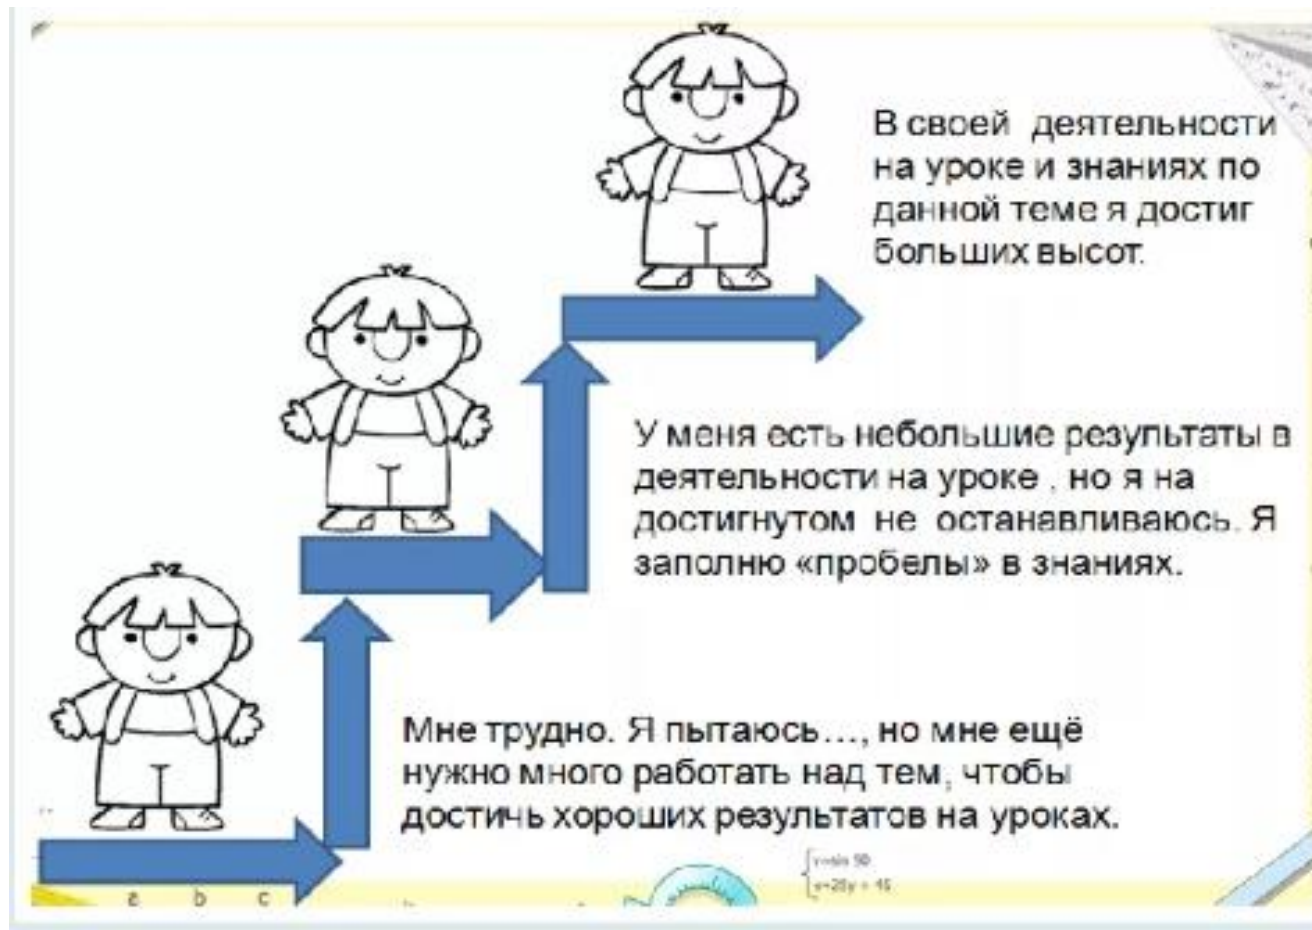 В своей деятельности
на уроке и знаниях по
данной теме я достиг
больших высот.
У меня есть небольшие результаты в
деятельности на уроке , но я на
достигнутом не останавливаюсь. Я
заполню «пробелы» в знаниях.
Мне трудно. Я пытаюсь…, но мне ещё
нужно много работать над тем, чтобы
достичь хороших результатов на уроках.
a b c